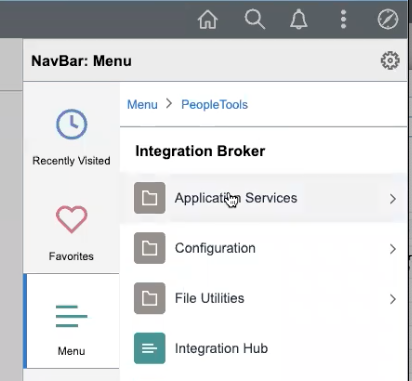 NavBar: Menu
Recently Visited
Favorites
Menu
Menu > PeopleTools
Integration Broker
Application Services
Configuration
File Utilities
Integration Hub